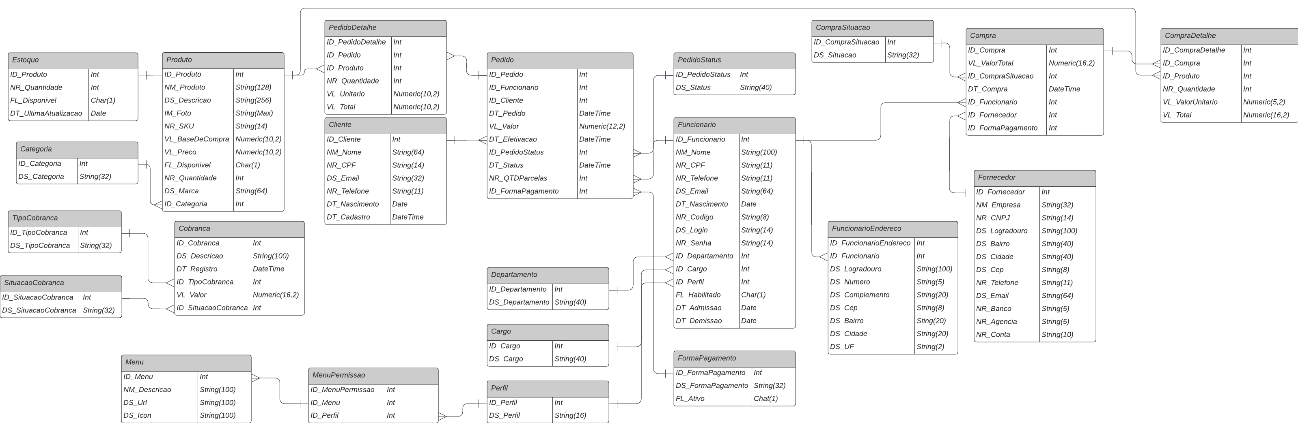 Estoque
ID_Produto Int
NR_Quantidade Int
FL_Disponivel Char(1)
DT_UltimaAtualizacao Date
Categoria
ID_Categoria Int
DS_Categoria String(32)
TipoCobranca
ID_TipoCobranca Int
DS_TipoCobranca String(32)
SituacaoCobranca
ID_SituacaoCobranca Int
DS_SituacaoCobranca String(32)
Produto
ID_Produto Int
NM_Produto String(128)
DS_Descricao String(256)
IM_Foto String(Max)
NR_SKU String(14)
VL_BaseDeCompra Numeric(10,2)
VL_Preco Numeric(10,2)
FL_Disponivel Char(1)
NR_Quantidade Int
DS_Marca String(64)
ID_Categoria Int
Cobranca
ID_Cobranca Int
DS_Descricao String(100)
DT_Registro DateTime
ID_TipoCobranca Int
VL_Valor Numeric(16,2)
ID_SituacaoCobranca Int
Menu
ID_Menu Int
NM_Descricao String(100)
DS_Url String(100)
DS_Icon String(100)
MenuPermissao
ID_MenuPermissao Int
ID_Menu Int
ID_Perfil Int
PedidoDetalhe
ID_PedidoDetalhe Int
ID_Pedido Int
ID_Produto Int
NR_Quantidade Int
VL_Unitario Numeric(10,2)
VL_Total Numeric(10,2)
Cliente
ID_Cliente Int
NM_Nome String(64)
NR_CPF String(14)
DS_Email String(32)
NR_Telefone String(11)
DT_Nascimento Date
DT_Cadastro DateTime
Pedido
ID_Pedido Int
ID_Funcionario Int
ID_Cliente Int
DT_Pedido DateTime
VL_Valor Numeric(12,2)
DT_Efetivacao DateTime
ID_PedidoStatus Int
DT_Status DateTime
NR_QTDParcelas Int
ID_FormaPagamento Int
Departamento
ID_Departamento Int
DS_Departamento String(40)
Cargo
ID_Cargo Int
DS_Cargo String(40)
Perfil
ID_Perfil Int
DS_Perfil String(16)
PedidoStatus
ID_PedidoStatus Int
DS_Status String(40)
Funcionario
ID_Funcionario Int
NM_Nome String(100)
NR_CPF String(11)
NR_Telefone String(11)
DS_Email String(64)
DT_Nascimento Date
NR_Codigo String(8)
DS_Login String(14)
NR_Senha String(14)
ID_Departamento Int
ID_Cargo Int
ID_Perfil Int
FL_Habilitado Char(1)
DT_Admissao Date
DT_Domissao Date
FormaPagamento
ID_FormaPagamento Int
DS_FormaPagamento String(32)
FL_Ativo Chat(1)
CompraSituacao
ID_CompraSituacao Int
DS_Situacao String(32)
FuncionarioEndereco
ID_FuncionarioEndereco Int
ID_Funcionario Int
DS_Logradouro String(100)
DS_Numero String(5)
DS_Complemento String(20)
DS_Cep String(8)
DS_Bairro Sting(20)
DS_Cidade String(20)
DS_UF String(2)
Compra
ID_Compra Int
VL_ValorTotal Numeric(16,2)
ID_CompraSituacao Int
DT_Compra DateTime
ID_Funcionario Int
ID_Fornecedor Int
ID_FormaPagamento Int
Fornecedor
ID_Fornecedor Int
NM_Empresa String(32)
NR_CNPJ String(14)
DS_Logradouro String(100)
DS_Bairro String(40)
DS_Cidade String(40)
DS_Cep String(8)
NR_Telefone String(11)
DS_Email String(64)
NR_Banco String(5)
NR_Agencia String(5)
NR_Conta String(10)
CompraDetalhe
ID_CompraDetalhe Int
ID_Compra Int
ID_Produto Int
NR_Quantidade Int
VL_ValorUnitario Numeric(5,2)
VL_Total Numeric(16,2)